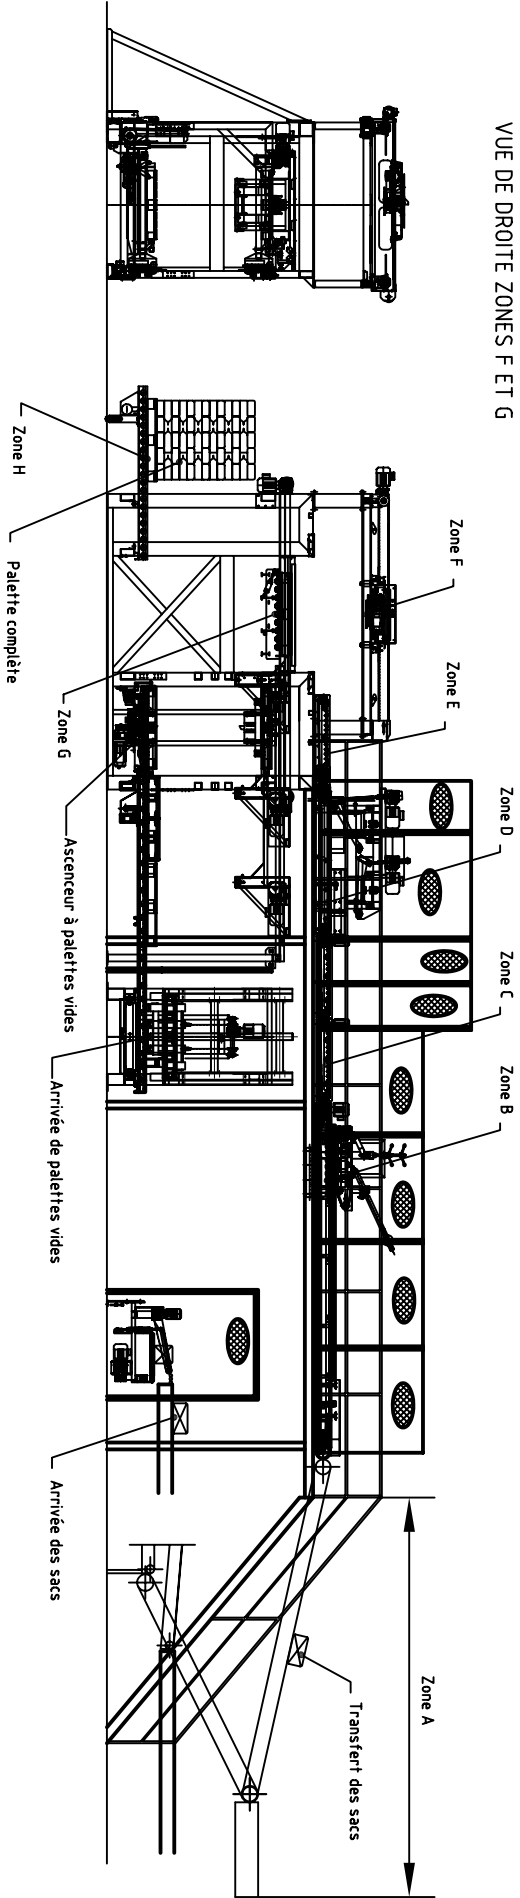 VUE DE DROITE ZONES F ET G
Zone H
Palette complète
Zone F
Zone G
Zone E
Ascenceur à palettes vides
Zone D
Arrivée de palettes vides
Zone C
Zone B
Arrivée des sacs
Transfert des sacs
Zone A